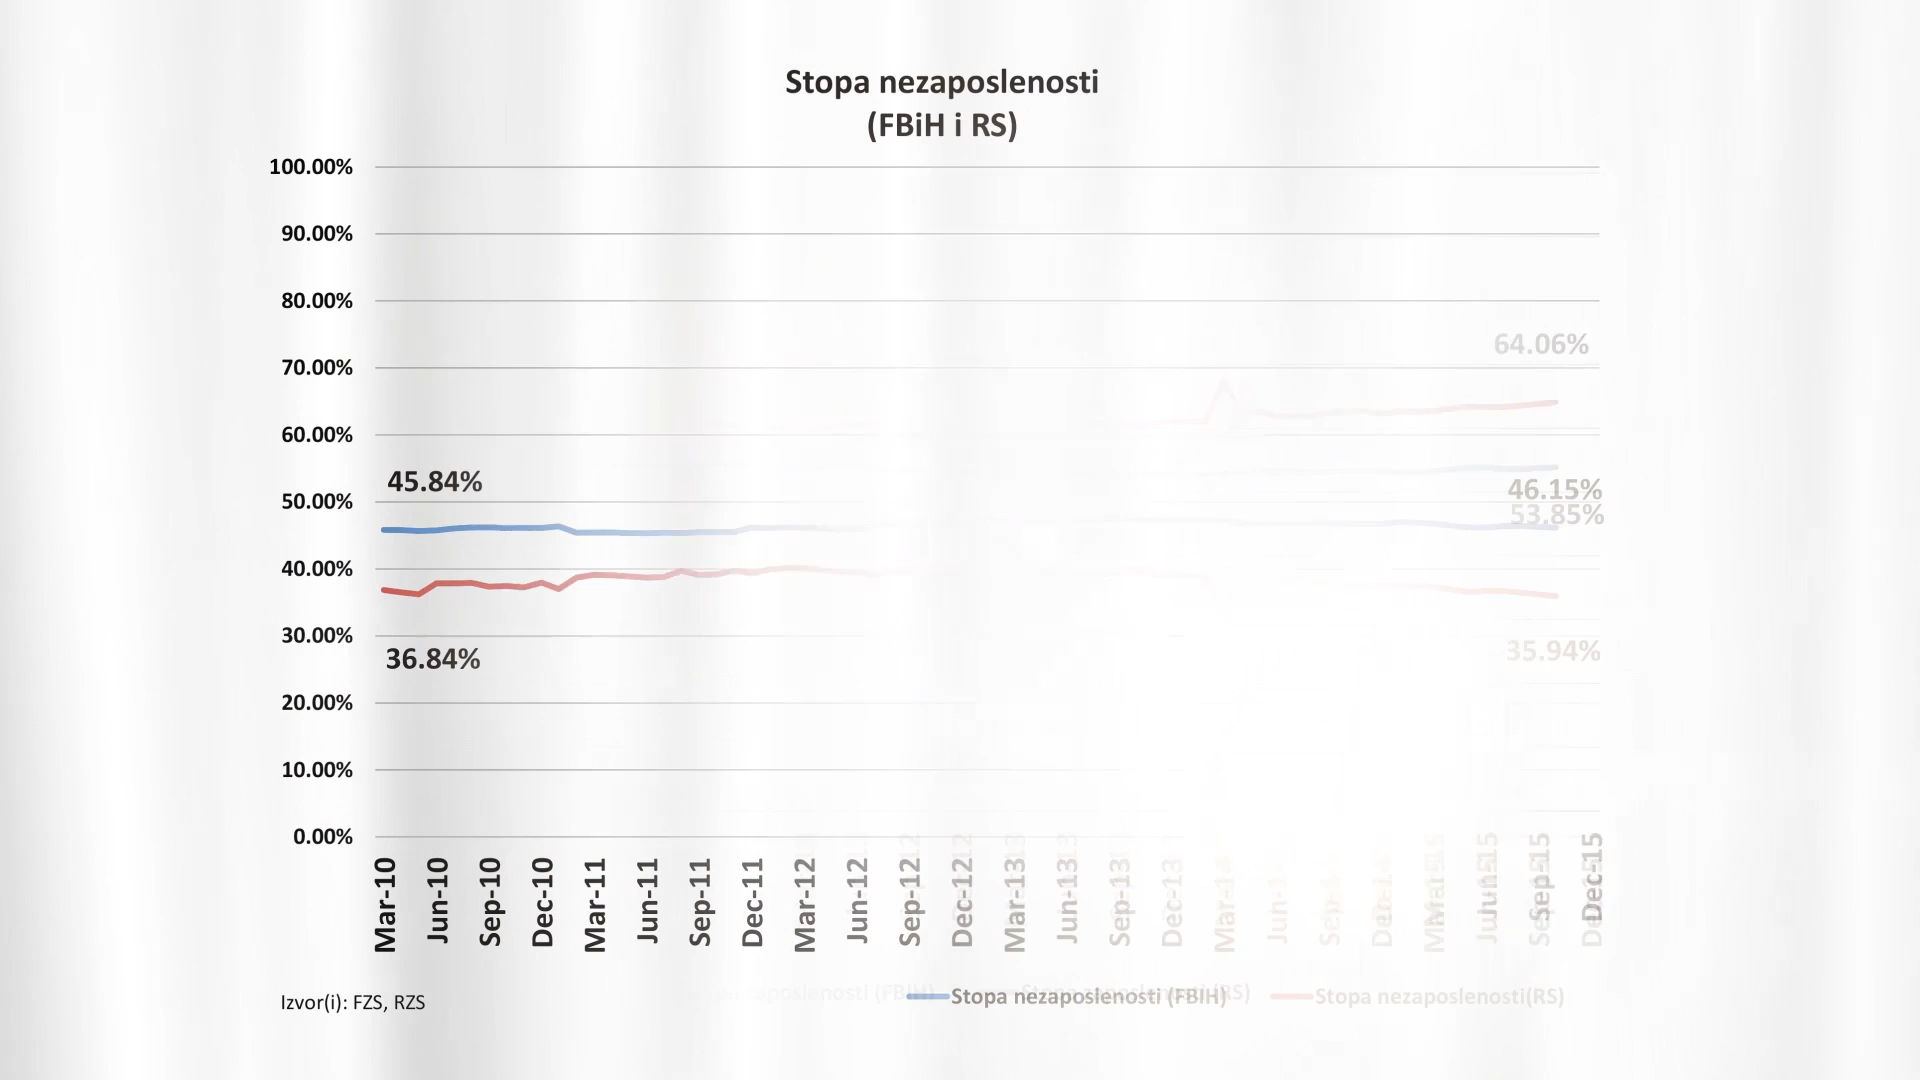 Stopa nezaposlenosti
(FBiH i RS)
100.00%
90.00%
80.00%
70.00%
60.00%
50.00%
40.00%
30.00%
20.00%
10.00%
0.00%
45.84%
36.84%
64.06%
46.15%
53.85%
35.94%
Mar-10
Jun-10
Sep-10
Dec-10
Mar-11
Jun-11
Sep-11
Dec-11
Mar-12
Jun-12
Sep-12
Dec-12
Mar-13
Jun-13
Sep-13
Dec-13
Mar-14
Dec-15
Izvor(i): FZS, RZS
Stopa nezaposlenosti (FBIH)
Stopa nezaposlenosti(RS)